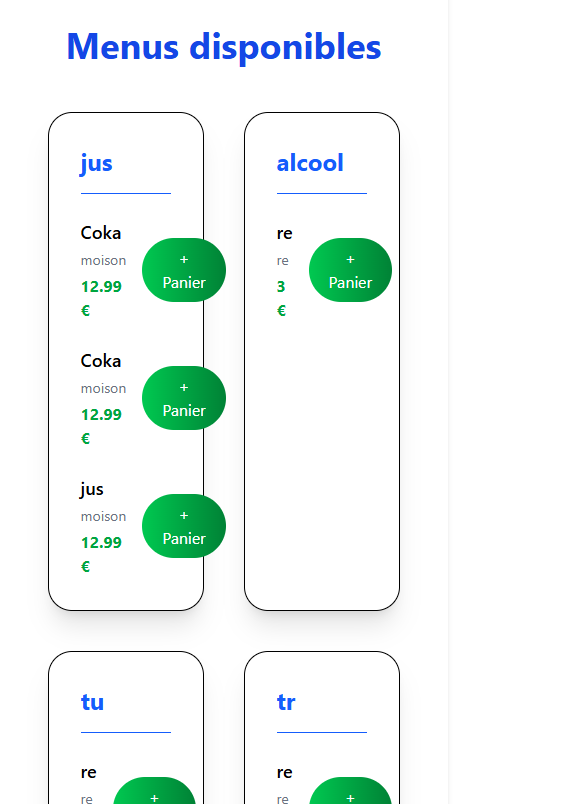 Menus disponibles
jus
Coka
moison
12.99
€
+
Panier
Coka
moison
12.99
€
+
Panier
jus
moison
12.99
€
+
Panier
alcool
re
re
3
€
+
Panier
tu
re
re
+
tr
re
re
+